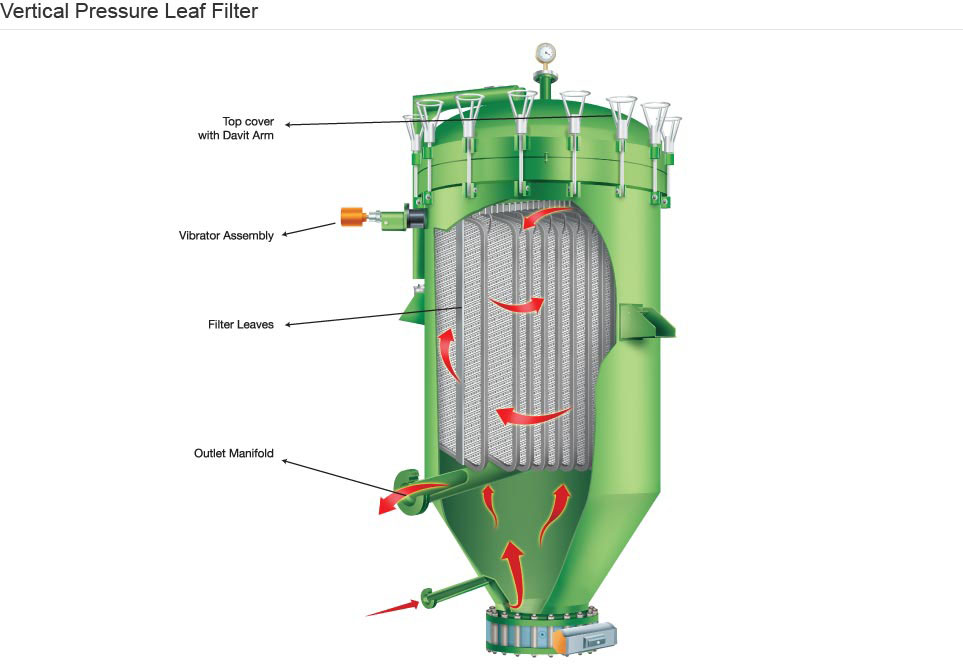 Vertical Pressure Leaf Filter
Top cover
with Davit Arm
Vibrator Assembly
Filter Leaves
Outlet Manifold